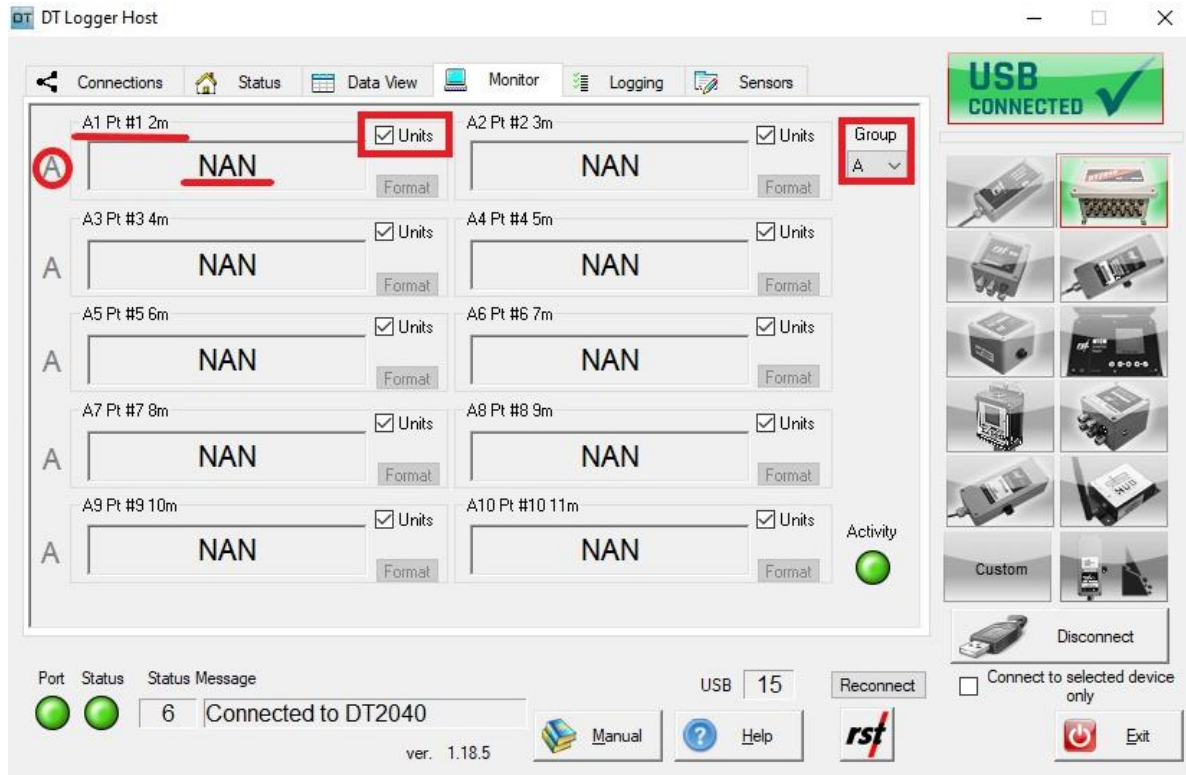 DT DT Logger Host
Connections Status Data View Monitor Logging Sensors
USB
CONNECTED
A1 Pt #1 2m
Units
A NAN
Format
A2 Pt #2 3m
Units
NAN
Format
Group
A
A3 Pt #3 4m
Units
A NAN
Format
A4 Pt #4 5m
Units
NAN
Format
A5 Pt #5 6m
Units
A NAN
Format
A6 Pt #6 7m
Units
NAN
Format
A7 Pt #7 8m
Units
A NAN
Format
A8 Pt #8 9m
Units
NAN
Format
A9 Pt #9 10m
Units
A NAN
Format
A10 Pt #10 11m
Units
NAN
Format
Activity
Custom
HUB
Disconnect
Connect to selected device
only
Port Status Status Message
6 Connected to DT2040
ver. 1.18.5
USB 15
Reconnect
Manual
Help
rst
Exit